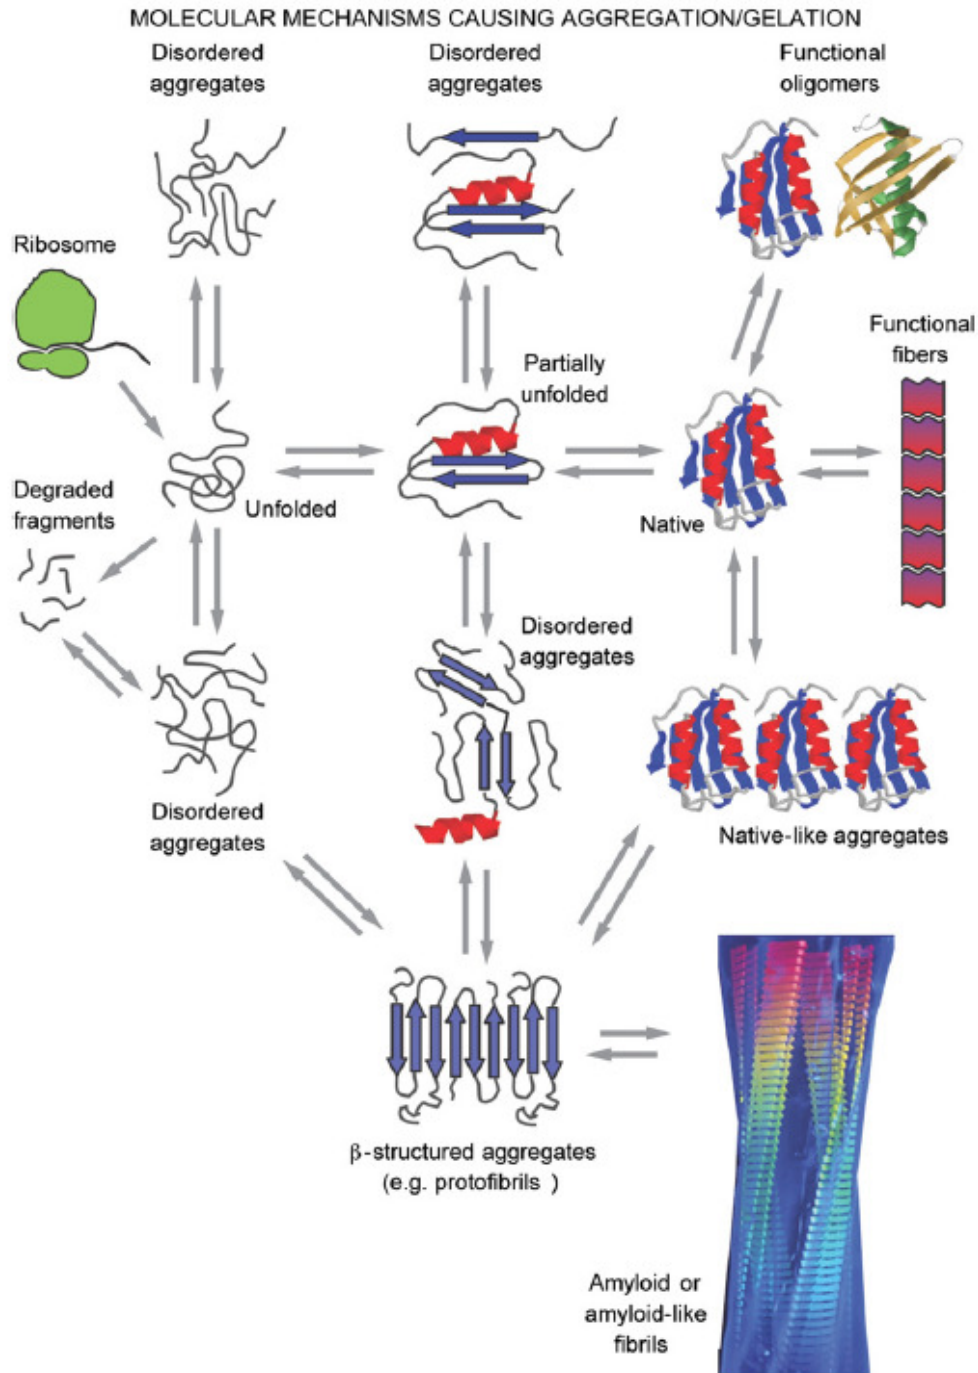 MOLECULAR MECHANISMS CAUSING AGGREGATION/GELATION
Disordered
aggregates
Disordered
aggregates
Functional
oligomers
Ribosome
Functional
fibers
Partially
unfolded
Degraded
fragments
Unfolded
Native
Disordered
aggregates
Disordered
aggregates
Native-like aggregates
β-structured aggregates
(e.g. protofibrils )
Amyloid or
amyloid-like
fibrils